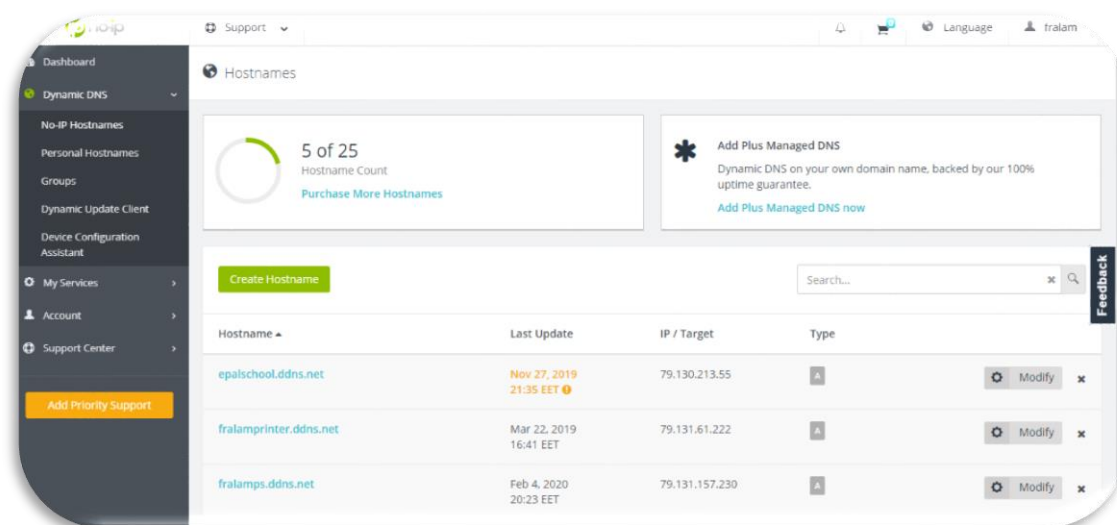 no-ip
Support
Language
fralam
Dashboard
Dynamic DNS
No-IP Hostnames
Personal Hostnames
Groups
Dynamic Update Client
Device Configuration
Assistant
My Services
Account
Support Center
Add Priority Support
Hostnames
5 of 25
Hostname Count
Purchase More Hostnames
Add Plus Managed DNS
Dynamic DNS on your own domain name, backed by our 100%
uptime guarantee.
Add Plus Managed DNS now
Create Hostname
Search...
Feedback
Hostname Last Update IP / Target Type
epalschool.ddns.net Nov 27, 2019 79.130.213.55 A Modify
21:35 EET
fralamprinter.ddns.net Mar 22, 2019 79.131.61.222 A Modify
16:41 EET
fralamps.ddns.net Feb 4, 2020 79.131.157.230 A Modify
20:23 EET